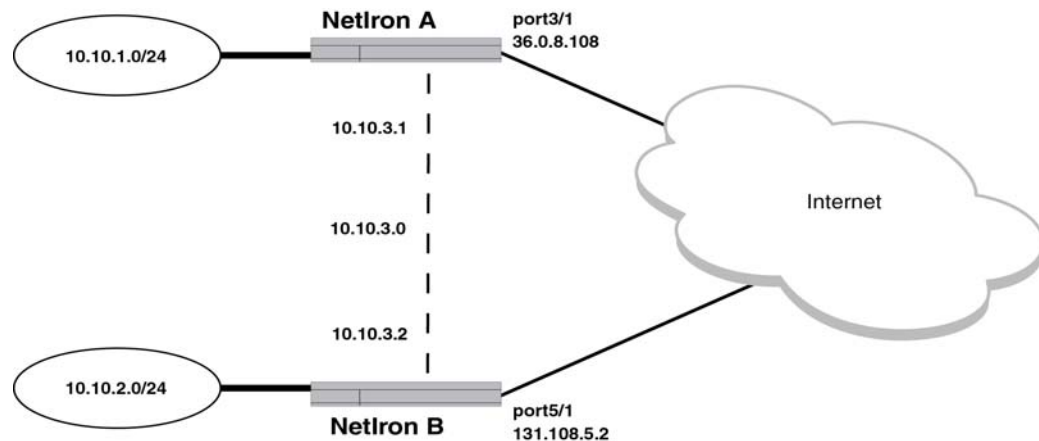 NetIron A
port3/1
36.0.8.108
10.10.1.0/24
10.10.3.1
Internet
10.10.3.0
10.10.3.2
10.10.2.0/24
NetIron B
port5/1
131.108.5.2